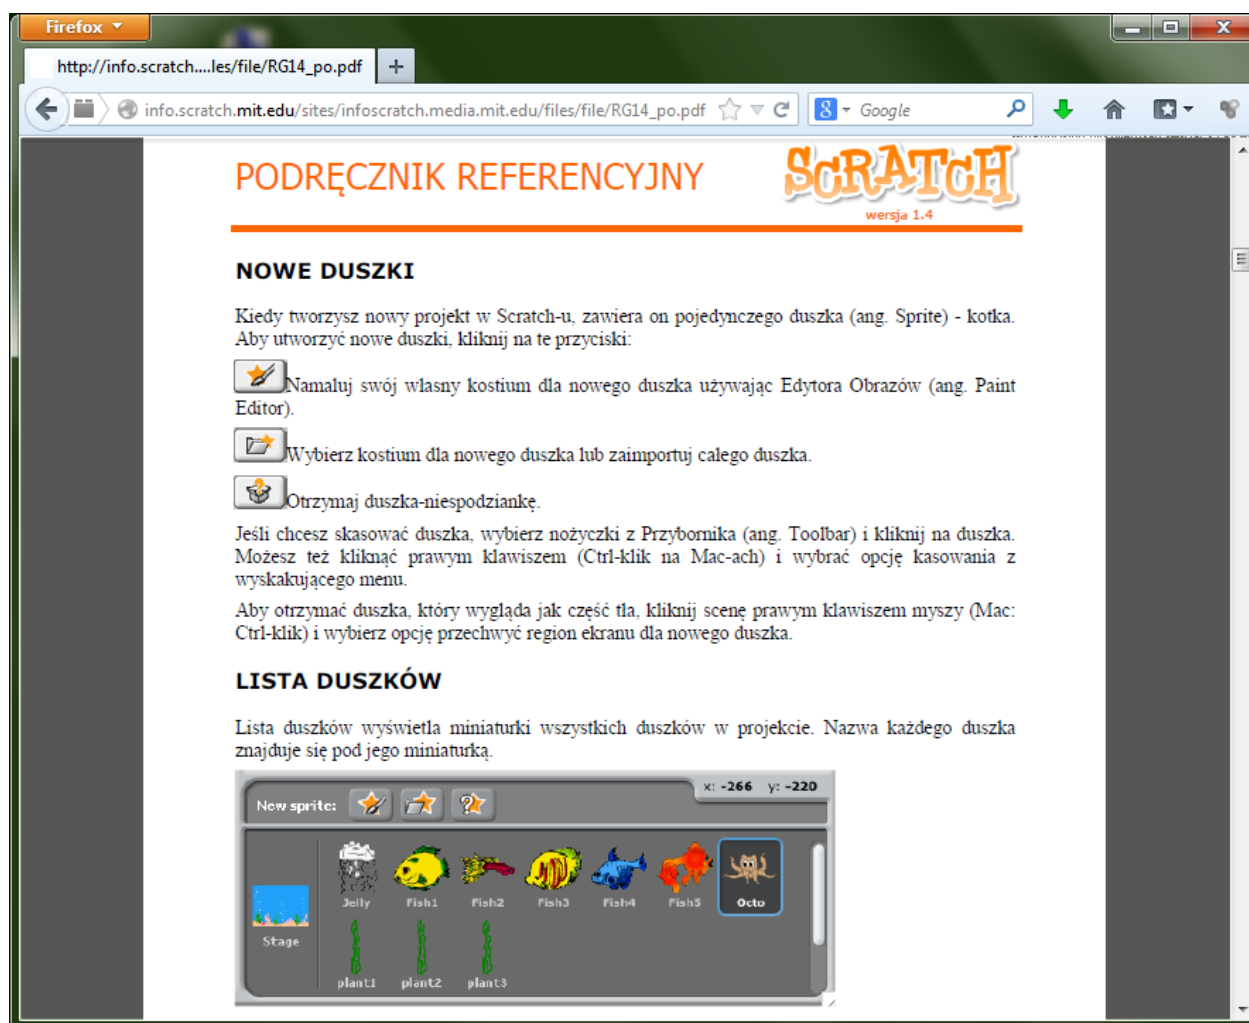 Firefox
http://info.scratch....les/file/RG14_po.pdf
info.scratch.mit.edu/sites/infoscratch.media.mit.edu/files/file/RG14_po.pdf
Google
PODRĘCZNIK REFERENCYJNY
SCRATCH
wersja 1.4
NOWE DUSZKI
Kiedy tworzysz nowy projekt w Scratch-u, zawiera on pojedynczego duszka (ang. Sprite) - kotka.
Aby utworzyć nowe duszki, kliknij na te przyciski:
Namaluj swój własny kostium dla nowego duszka używając Edytora Obrazów (ang. Paint
Editor).
Wybierz kostium dla nowego duszka lub zaimportuj całego duszka.
Otrzymaj duszka-niespodziankę.
Jeśli chcesz skasować duszka, wybierz nożyczki z Przybornika (ang. Toolbar) i kliknij na duszka.
Możesz też kliknąć prawym klawiszem (Ctrl-klik na Mac-ach) i wybrać opcję kasowania z
wyskakującego menu.
Aby otrzymać duszka, który wygląda jak część tła, kliknij scenę prawym klawiszem myszy (Mac:
Ctrl-klik) i wybierz opcję przechwyć region ekranu dla nowego duszka.
LISTA DUSZKÓW
Lista duszków wyświetla miniaturki wszystkich duszków w projekcie. Nazwa każdego duszka
znajduje się pod jego miniaturką.
x: -266 y: -220
New sprite:
Jelly Fish1 Fish2 Fish3 Fish4 Fish5 Octo
Stage
plant1 plant2 plant3